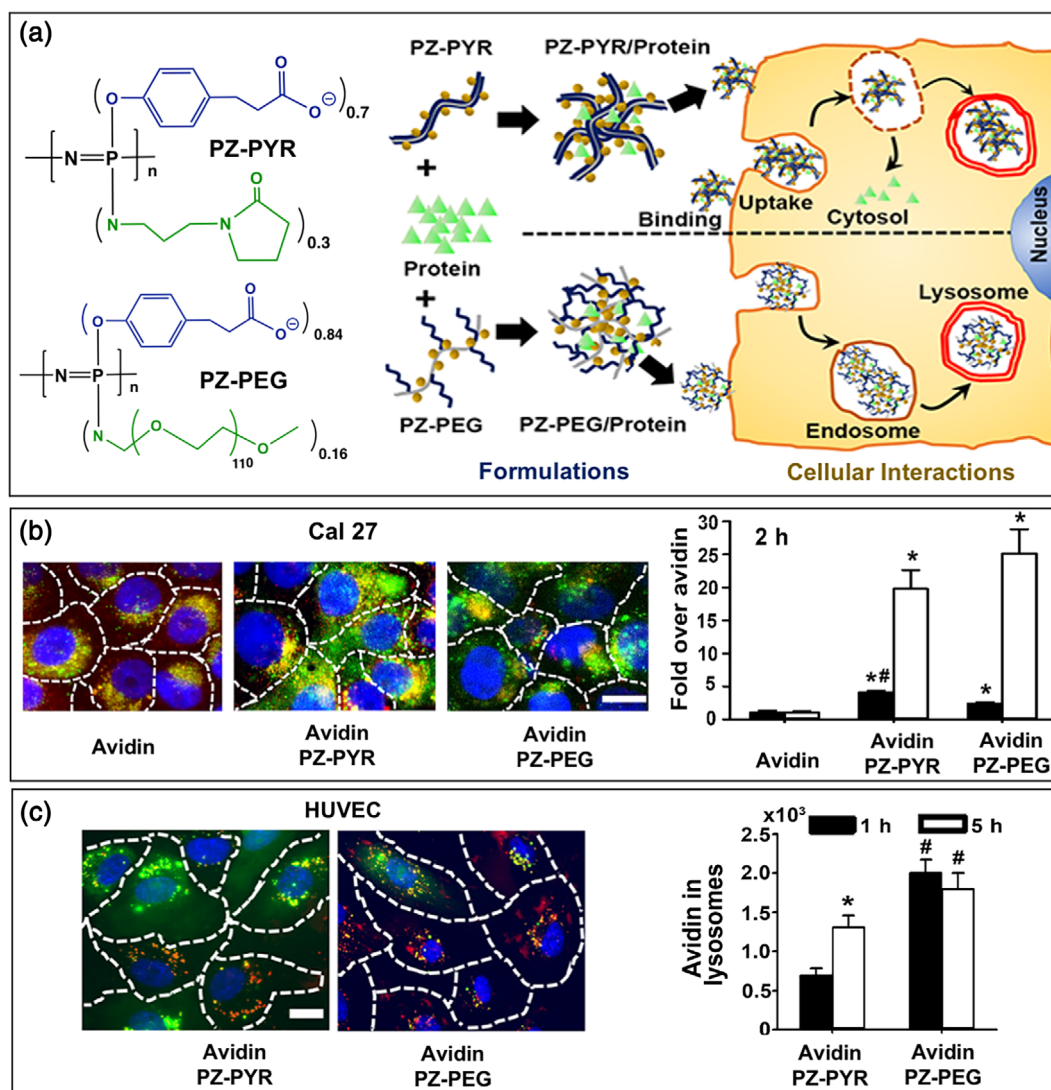 (a)
O
O
O
⊖
0.7
PZ-PYR
N=P
n
O
N
N
0.3
O
O
O
⊖
0.84
PZ-PEG
N=P
n
N
O
O
110
0.16
PZ-PYR
PZ-PYR/Protein
+
Protein
+
PZ-PEG
PZ-PEG/Protein
Formulations
Binding
Uptake
Cytosol
Nucleus
Lysosome
Endosome
Cellular Interactions
(b)
Cal 27
Avidin
Avidin
PZ-PYR
Avidin
PZ-PEG
2 h
Fold over avidin
30
25
20
15
10
5
0
*#
*
*
*
Avidin
Avidin
PZ-PYR
Avidin
PZ-PEG
(c)
HUVEC
Avidin
PZ-PYR
Avidin
PZ-PEG
x10³
1 h
5 h
Avidin in
lysosomes
2.5
2.0
1.5
1.0
0.5
0
*
#
#
Avidin
PZ-PYR
Avidin
PZ-PEG